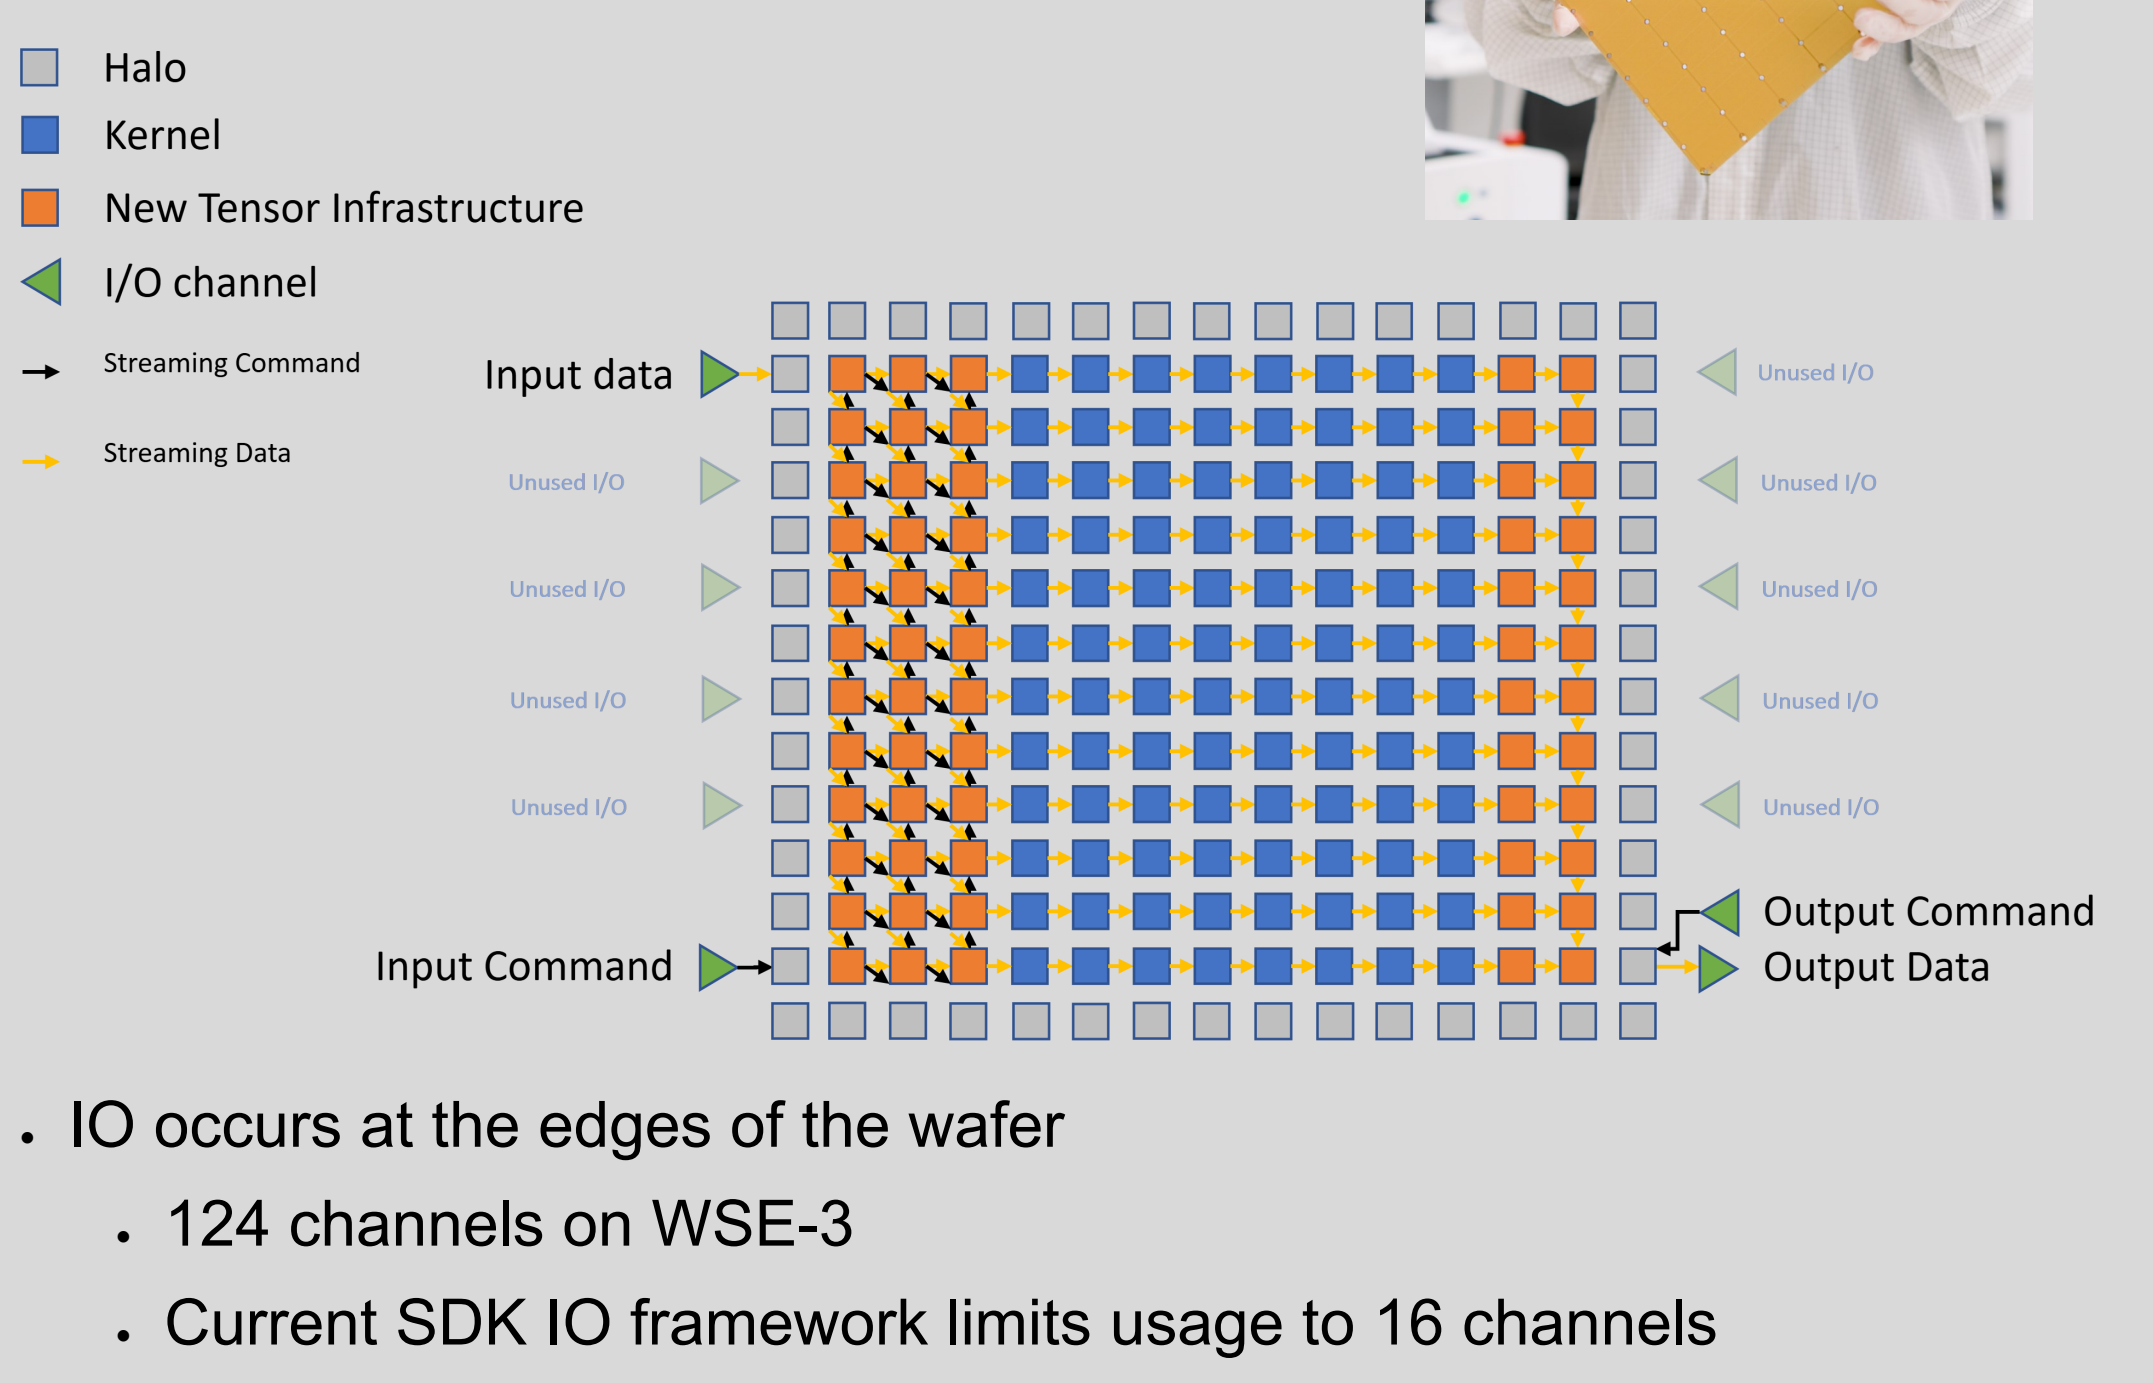 Halo
Kernel
New Tensor Infrastructure
I/O channel
Streaming Command
Streaming Data
Input data
Unused I/O
Unused I/O
Unused I/O
Unused I/O
Unused I/O
Unused I/O
Unused I/O
Unused I/O
Unused I/O
Input Command
Output Command
Output Data
• IO occurs at the edges of the wafer
• 124 channels on WSE-3
• Current SDK IO framework limits usage to 16 channels